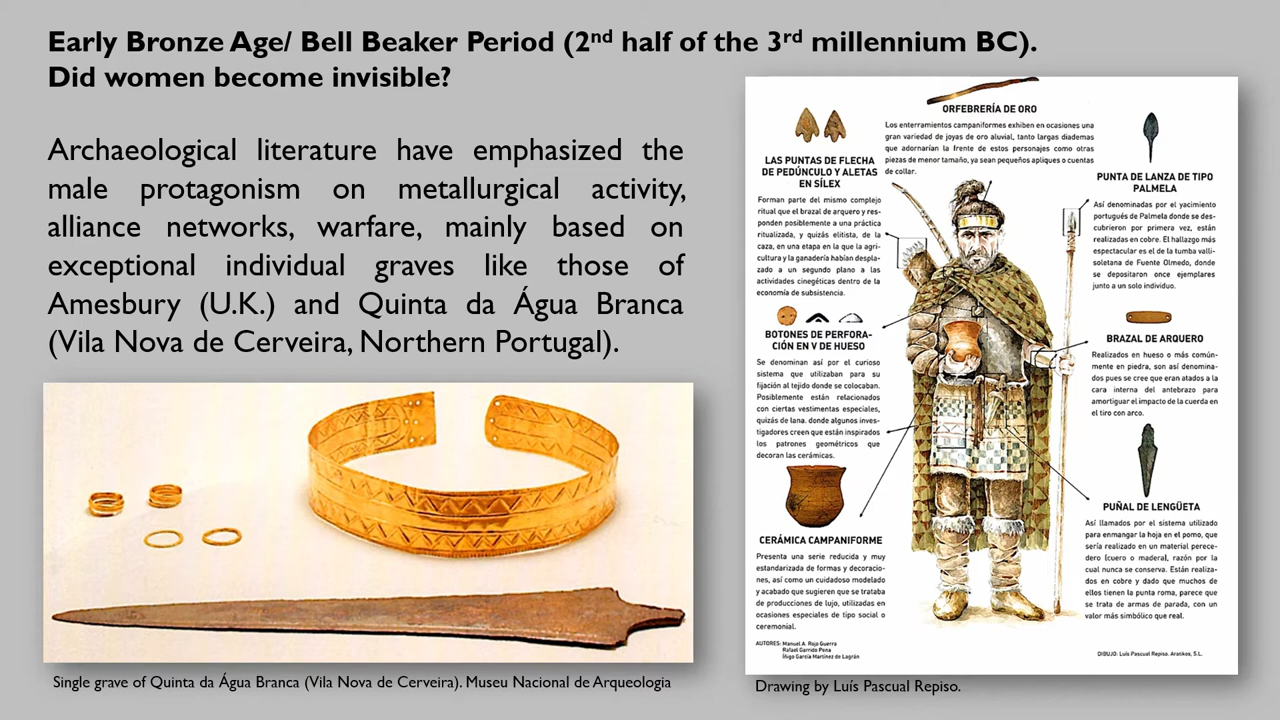 Early Bronze Age/ Bell Beaker Period (2nd half of the 3rd millennium BC).
Did women become invisible?
Archaeological literature have emphasized the
male protagonism on metallurgical activity,
alliance networks, warfare, mainly based on
exceptional individual graves like those of
Amesbury (U.K.) and Quinta da Água Branca
(Vila Nova de Cerveira, Northern Portugal).
Single grave of Quinta da Água Branca (Vila Nova de Cerveira). Museu Nacional de Arqueologia
ORFEBRERÍA DE ORO
Los enterramientos campaniformes exhiben en ocasiones una
gran variedad de joyas de oro aluvial, tanto largas diademas
que adornarían la frente de estos personajes como otras
piezas de menor tamaño, ya sean pequeños apliques o cuentas
de collar.
LAS PUNTAS DE FLECHA
DE PEDÚNCULO Y ALETAS
EN SÍLEX
Forman parte del mismo complejo
ritual que el brazal de arquero y res-
ponden posiblemente a una práctica
ritualizada, y quizás elitista, de la
caza, en una etapa en la que la agri-
cultura y la ganadería habían despla-
zado a un segundo plano a las
actividades cinegéticas dentro de la
economía de subsistencia.
BOTONES DE PERFORA-
CIÓN EN V DE HUESO
Se denominan así por el curioso
sistema que utilizaban para su
fijación al tejido donde se colocaban.
Posiblemente están relacionados
con ciertas vestimentas especiales,
quizás de lana. donde algunos inves-
tigadores creen que están inspirados
los patrones geométricos que
decoran las cerámicas.
CERÁMICA CAMPANIFORME
Presenta una serie reducida y muy
estandarizada de formas y decoracio-
nes, así como un cuidadoso modelado
y acabado que sugieren que se trataba
de producciones de lujo, utilizadas en
ocasiones especiales de tipo social o
ceremonial.
AUTORES: Manuel A. Rojo Guerra
Rafael Garrido Pena
Íñigo García Martínez de Lagrán
PUNTA DE LANZA DE TIPO
PALMELA
Así denominadas por el yacimiento
portugués de Palmela donde se des-
cubrieron por primera vez, están
realizadas en cobre. El hallazgo más
espectacular es el de la tumba valli-
soletana de Fuente Olmedo, donde
se depositaron once ejemplares
junto a un solo individuo.
BRAZAL DE ARQUERO
Realizados en hueso o más común-
mente en piedra, son así denomina-
dos pues se cree que eran atados a la
cara interna del antebrazo para
amortiguar el impacto de la cuerda en
el tiro con arco.
PUÑAL DE LENGÜETA
Así llamados por el sistema utilizado
para enmangar la hoja en el pomo, que
sería realizado en un material perece-
dero (cuero o madera), razón por la
cual nunca se conserva. Están realiza-
dos en cobre y dado que muchos de
ellos tienen la punta roma, parece que
se trata de armas de parada, con un
valor más simbólico que real.
DIBUJO: Luis Pascual Repiso. Aratikos, S.L.
Drawing by Luís Pascual Repiso.